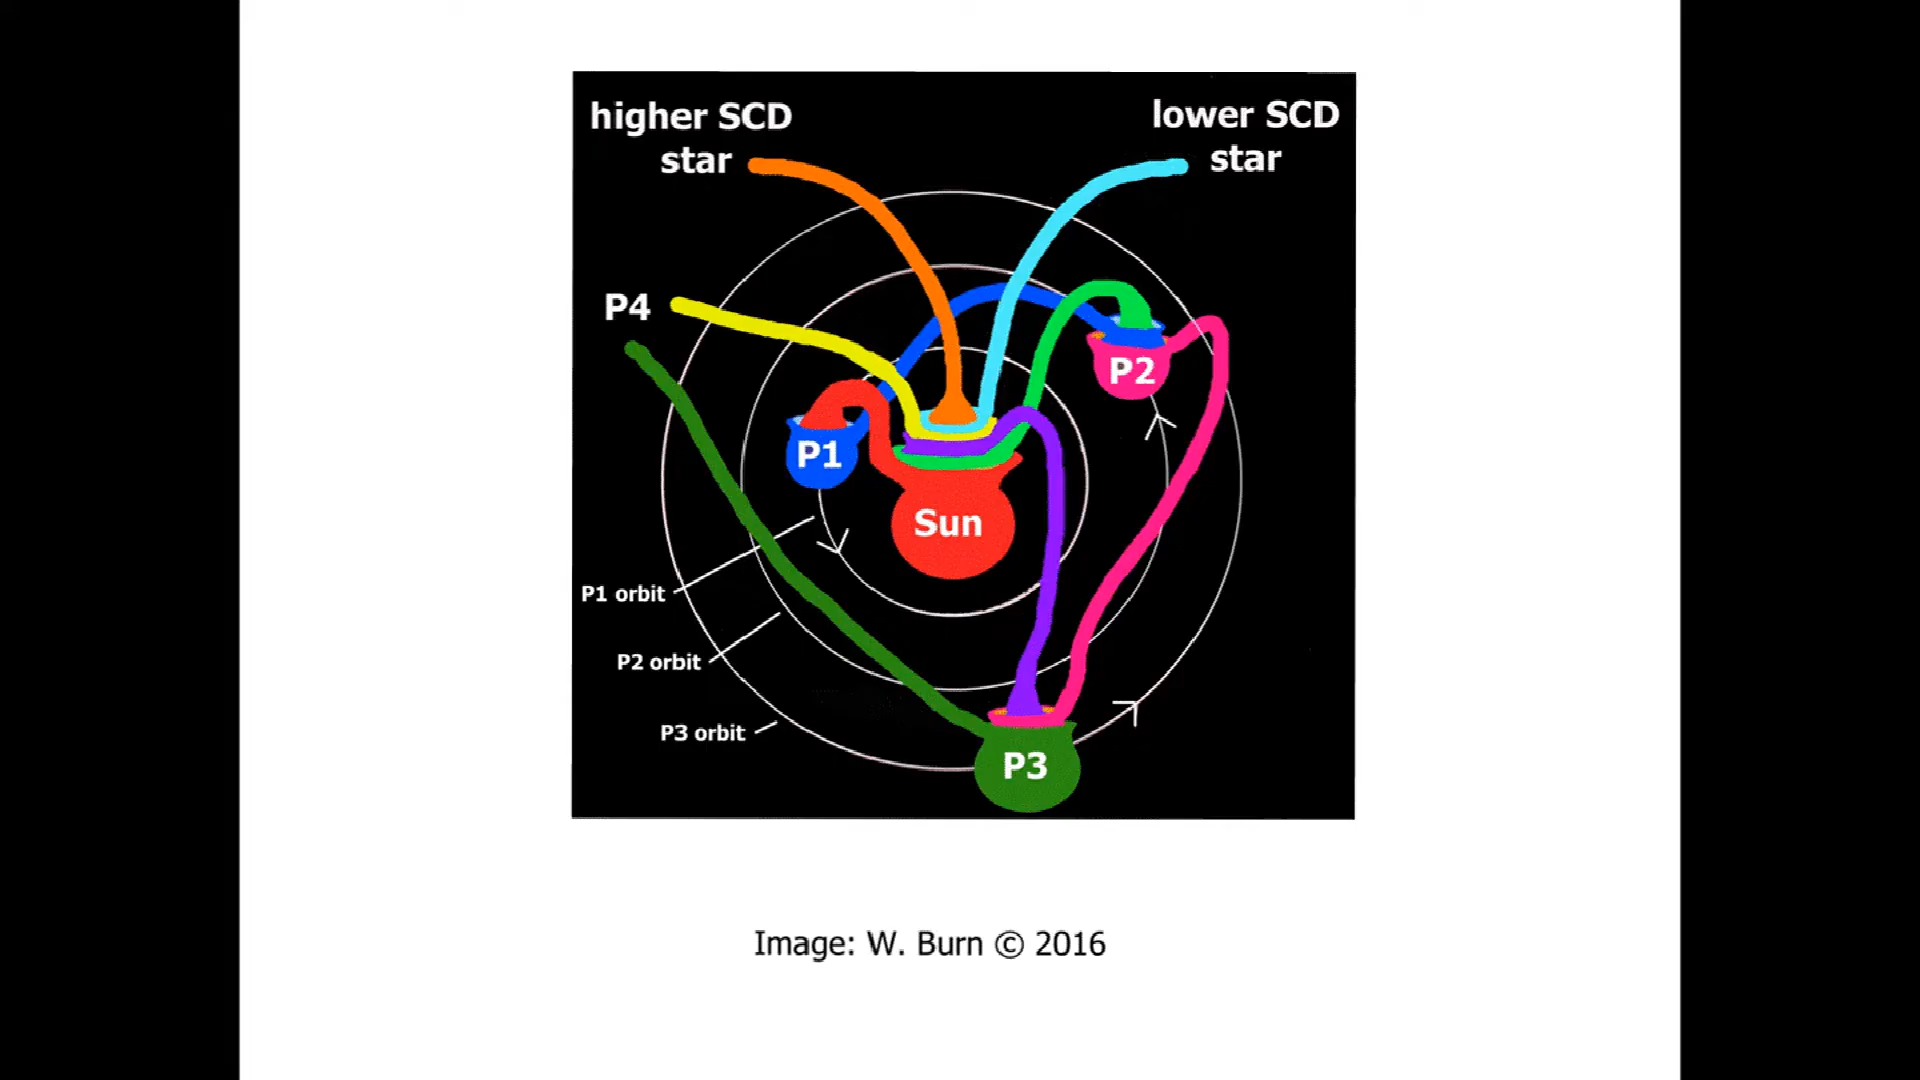 higher SCD
star
lower SCD
star
P4
P2
P1
Sun
P1 orbit
P2 orbit
P3 orbit
P3
Image: W. Burn © 2016